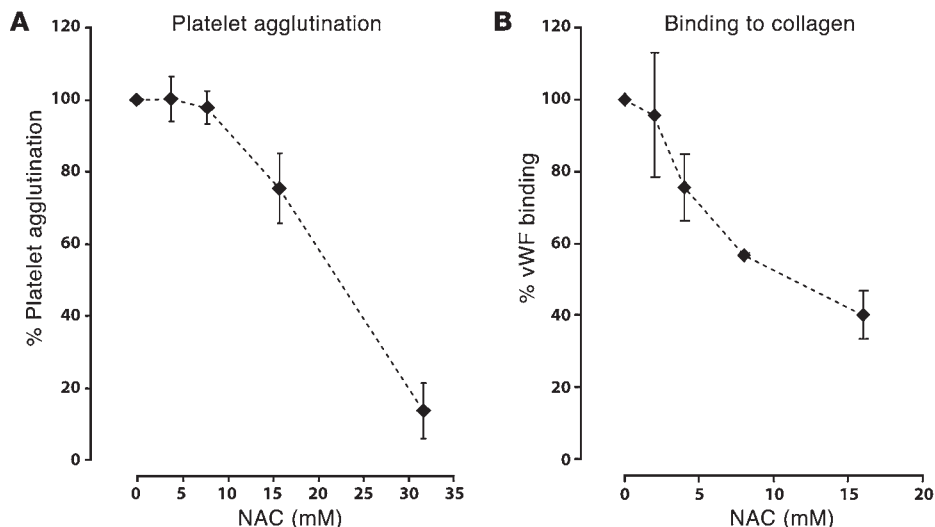 A
Platelet agglutination
120
100
80
60
40
20
0
% Platelet agglutination
0 5 10 15 20 25 30 35
NAC (mM)
B
Binding to collagen
120
100
80
60
40
20
0
% vWF binding
0 5 10 15 20
NAC (mM)